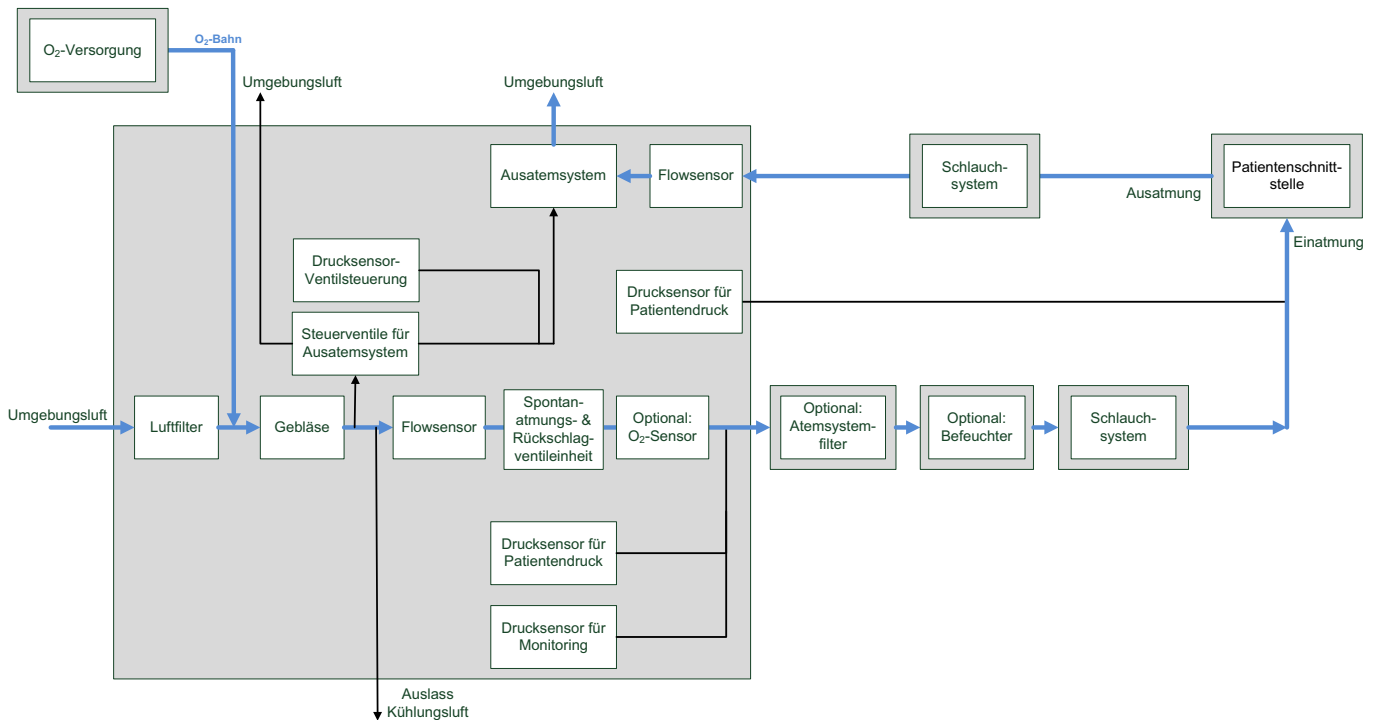 O₂-Versorgung
O₂-Bahn
Umgebungsluft
Umgebungsluft
Ausatemsystem
Flowsensor
Schlauch-
system
Patientenschnitt-
stelle
Ausatmung
Einatmung
Drucksensor-
Ventilsteuerung
Drucksensor für
Patientendruck
Steuerventile für
Ausatemsystem
Umgebungsluft
Luftfilter
Gebläse
Flowsensor
Spontan-
atmungs- &
Rückschlag-
ventileinheit
Optional:
O₂-Sensor
Optional:
Atemsystem-
filter
Optional:
Befeuchter
Schlauch-
system
Drucksensor für
Patientendruck
Drucksensor für
Monitoring
Auslass
Kühlungsluft